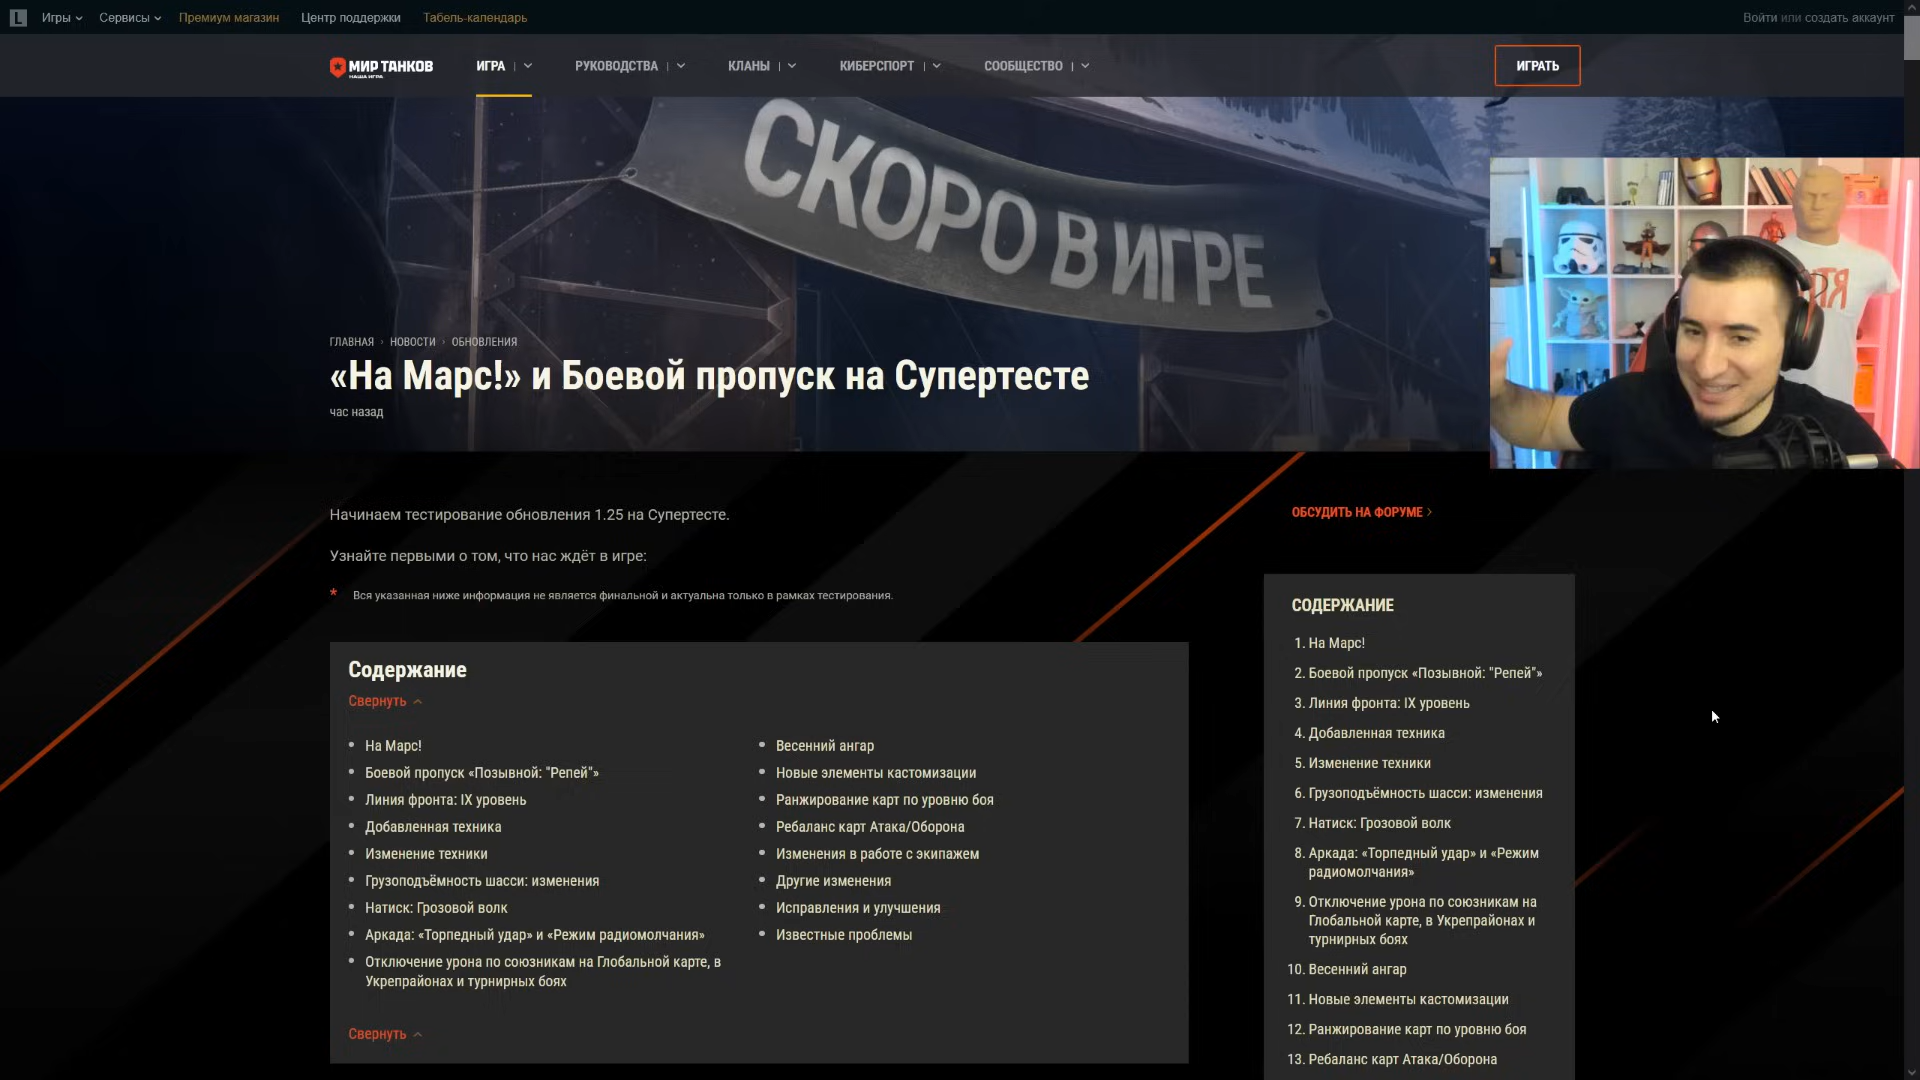 Игры
Сервисы
Премиум магазин
Центр поддержки
Табель-календарь
Войти или создать аккаунт
МИР ТАНКОВ
НАША ИГРА
ИГРА
РУКОВОДСТВА
КЛАНЫ
КИБЕРСПОРТ
СООБЩЕСТВО
ИГРАТЬ
СКОРО В ИГРЕ
ГЛАВНАЯ › НОВОСТИ › ОБНОВЛЕНИЯ
«На Марс!» и Боевой пропуск на Супертесте
час назад
Начинаем тестирование обновления 1.25 на Супертесте.
Узнайте первыми о том, что нас ждёт в игре:
* Вся указанная ниже информация не является финальной и актуальна только в рамках тестирования.
ОБСУДИТЬ НА ФОРУМЕ ›
Содержание
Свернуть
• На Марс!
• Боевой пропуск «Позывной: "Репей"»
• Линия фронта: IX уровень
• Добавленная техника
• Изменение техники
• Грузоподъёмность шасси: изменения
• Натиск: Грозовой волк
• Аркада: «Торпедный удар» и «Режим радиомолчания»
• Отключение урона по союзникам на Глобальной карте, в
Укрепрайонах и турнирных боях
• Весенний ангар
• Новые элементы кастомизации
• Ранжирование карт по уровню боя
• Ребаланс карт Атака/Оборона
• Изменения в работе с экипажем
• Другие изменения
• Исправления и улучшения
• Известные проблемы
Свернуть
СОДЕРЖАНИЕ
1. На Марс!
2. Боевой пропуск «Позывной: "Репей"»
3. Линия фронта: IX уровень
4. Добавленная техника
5. Изменение техники
6. Грузоподъёмность шасси: изменения
7. Натиск: Грозовой волк
8. Аркада: «Торпедный удар» и «Режим
радиомолчания»
9. Отключение урона по союзникам на
Глобальной карте, в Укрепрайонах и
турнирных боях
10. Весенний ангар
11. Новые элементы кастомизации
12. Ранжирование карт по уровню боя
13. Ребаланс карт Атака/Оборона